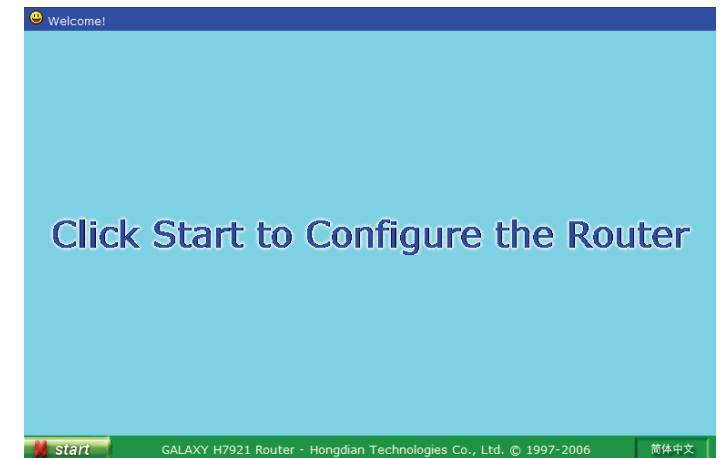 Welcome!
Click Start to Configure the Router
start GALAXY H7921 Router - Hongdian Technologies Co., Ltd. © 1997-2006 简体中文